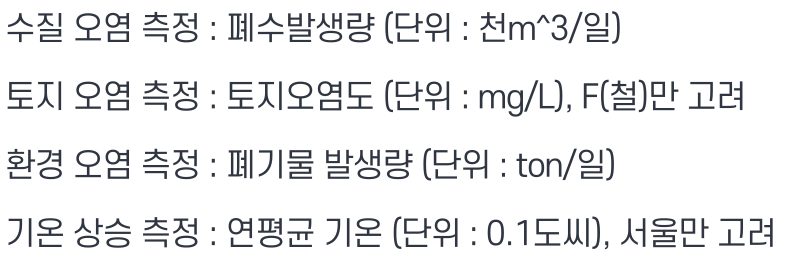 수질 오염 측정 : 폐수발생량 (단위 : 천m^3/일)
토지 오염 측정 : 토지오염도 (단위 : mg/L), F(철)만 고려
환경 오염 측정 : 폐기물 발생량 (단위 : ton/일)
기온 상승 측정 : 연평균 기온 (단위 : 0.1도씨), 서울만 고려